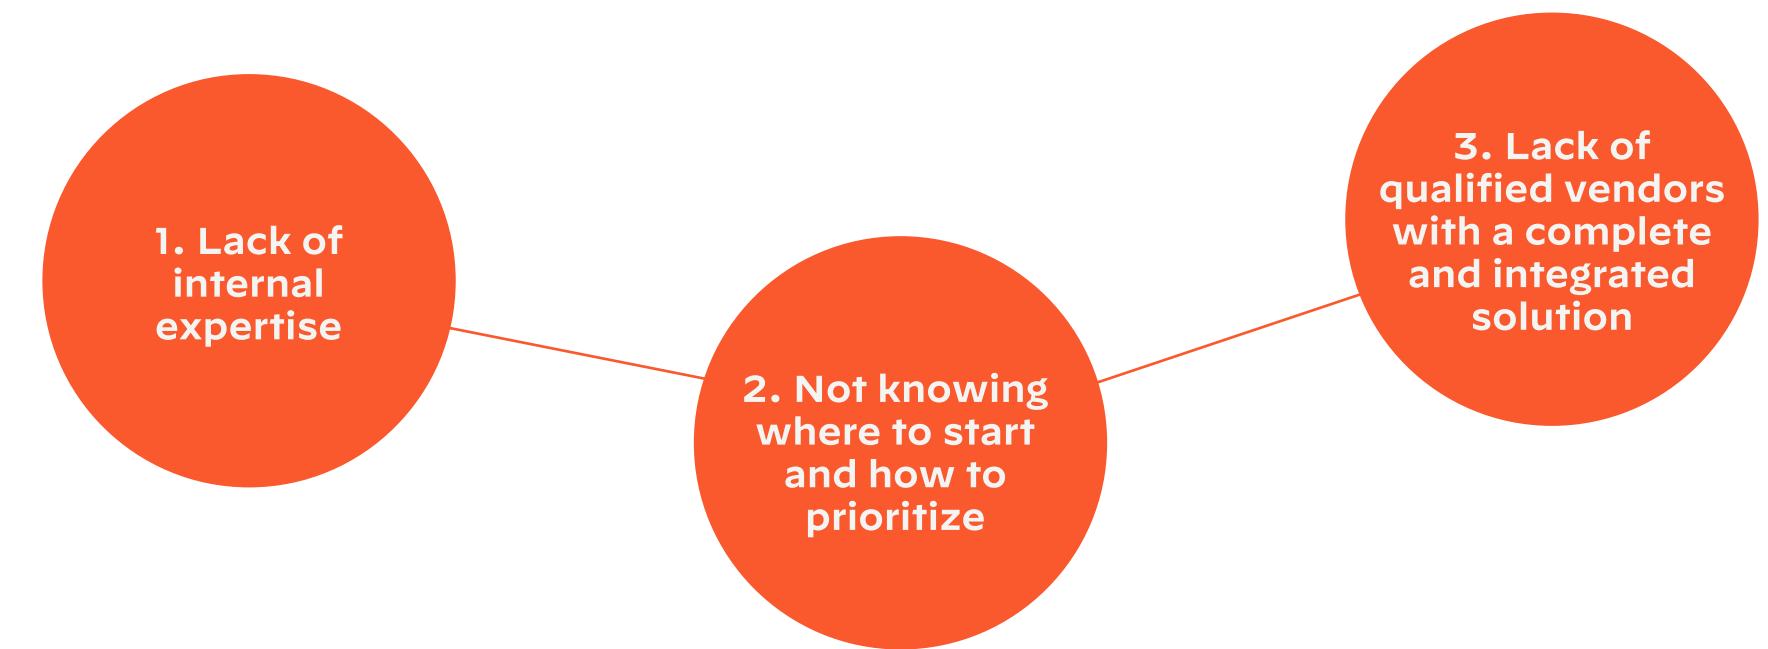 1. Lack of
internal
expertise
2. Not knowing
where to start
and how to
prioritize
3. Lack of
qualified vendors
with a complete
and integrated
solution